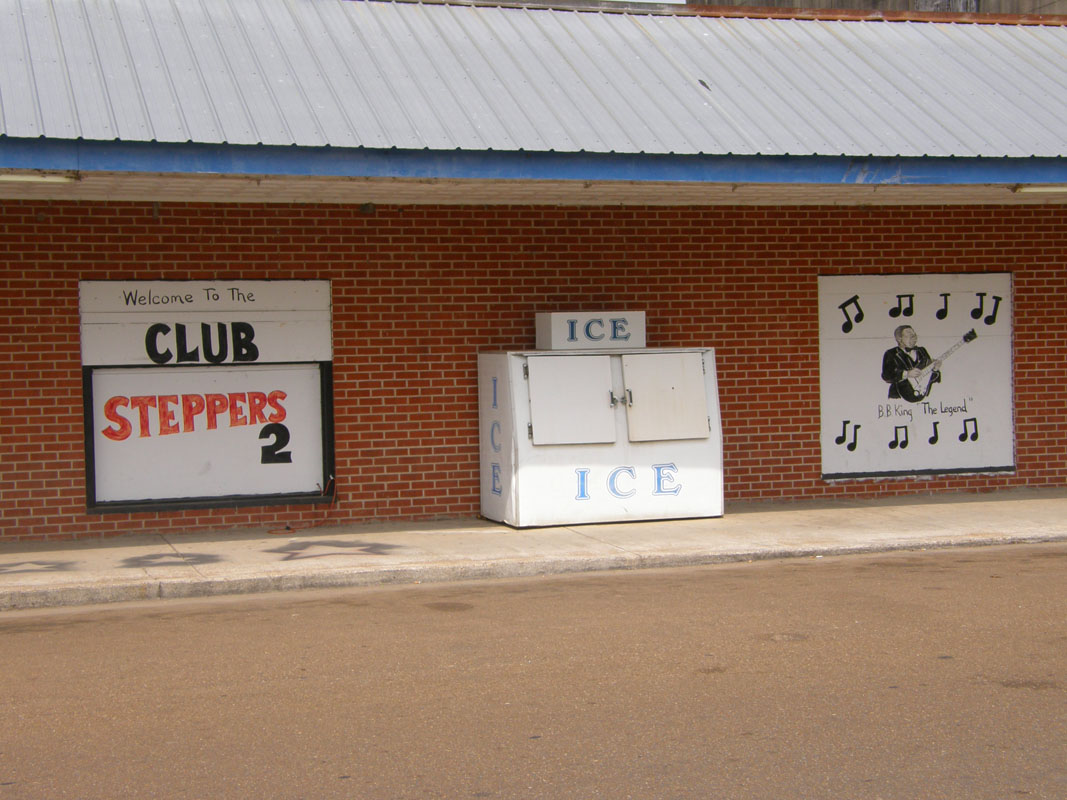 Welcome To The
CLUB
STEPPERS
2
ICE
ICE
ICE
B.B. King "The Legend"